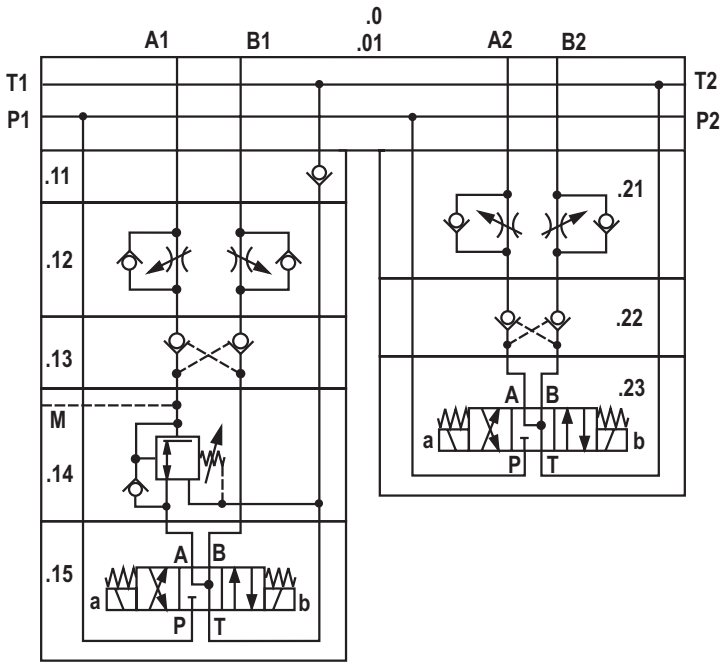 .0
A1 B1 .01 A2 B2
T1 T2
P1 P2
.11 .21
.12
.22
.13
A B .23
M
a b
P T
.14
A B
.15
a b
P T